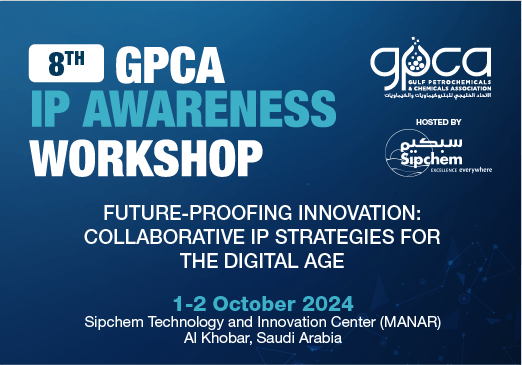 8TH GPCA
IP AWARENESS
WORKSHOP
gpca
GULF PETROCHEMICALS
& CHEMICALS ASSOCIATION
الاتحاد الخليجي للبتروكيماويات والكيماويات
HOSTED BY
سبكيم
Sipchem
EXCELLENCE everywhere
FUTURE-PROOFING INNOVATION:
COLLABORATIVE IP STRATEGIES FOR
THE DIGITAL AGE
1-2 October 2024
Sipchem Technology and Innovation Center (MANAR)
Al Khobar, Saudi Arabia